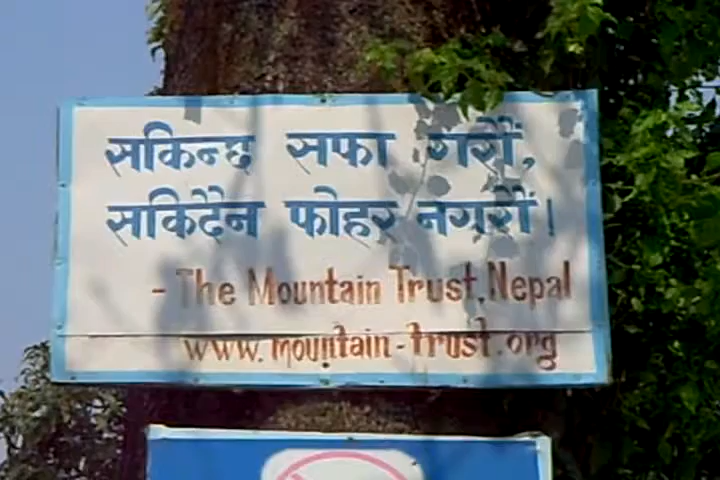 सकिन्छ सफा गरौं,
सकिदैन फोहर नगरौं।
- The Mountain Trust, Nepal
www.mountain-trust.org